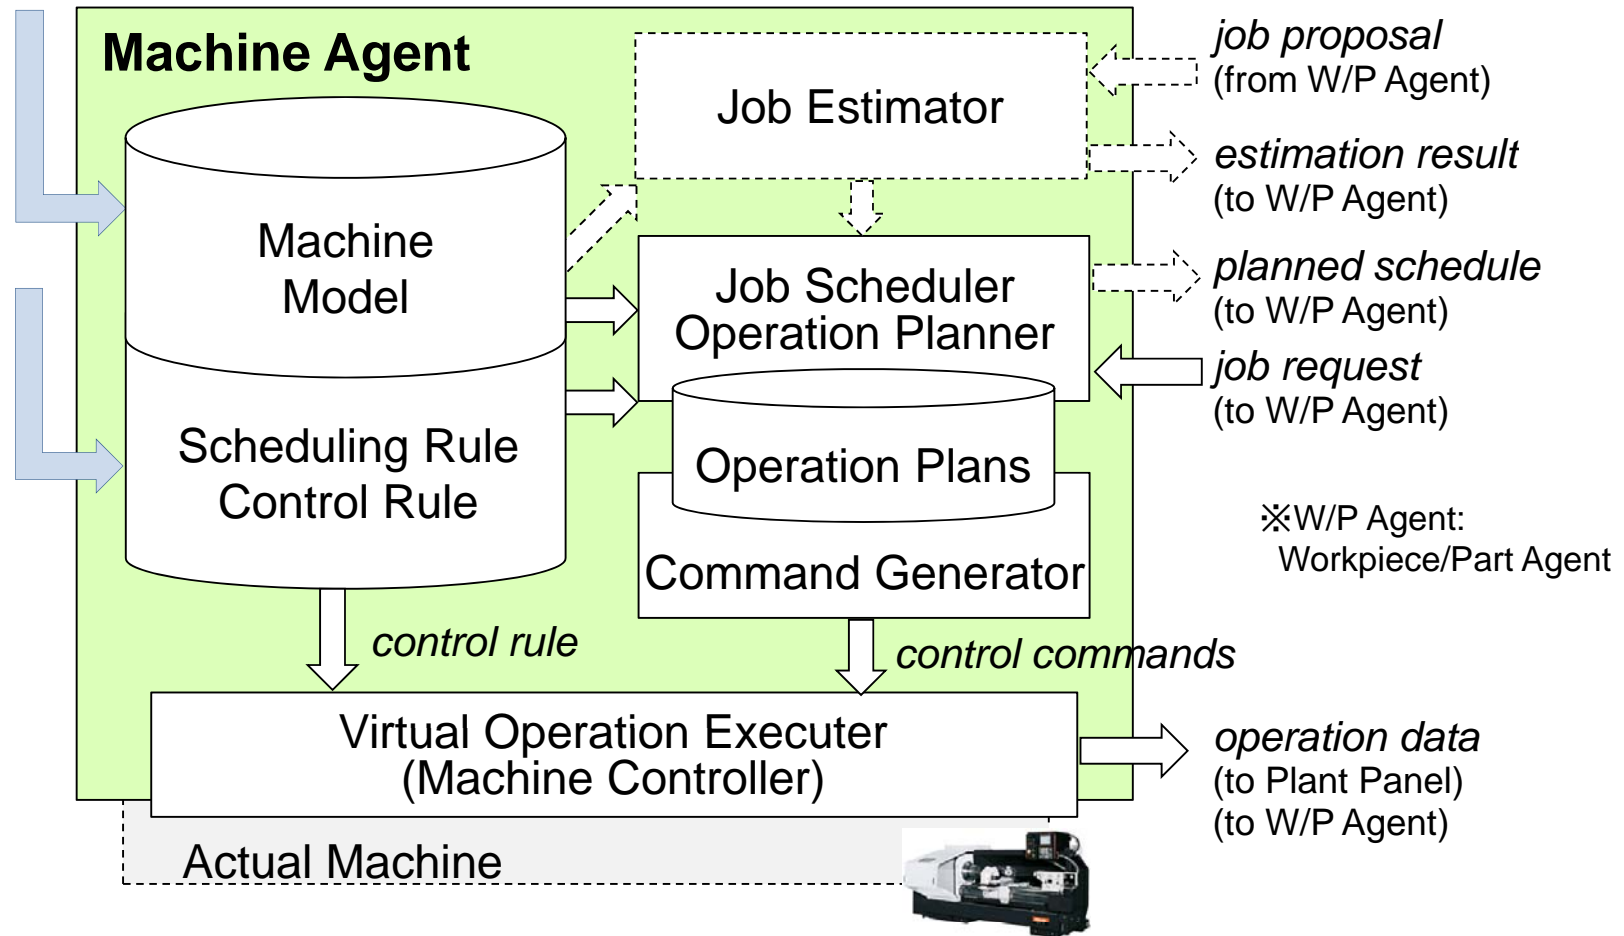 Machine Agent
Job Estimator
job proposal
(from W/P Agent)
estimation result
(to W/P Agent)
Machine
Model
Job Scheduler
Operation Planner
planned schedule
(to W/P Agent)
job request
(to W/P Agent)
Scheduling Rule
Control Rule
Operation Plans
Command Generator
※W/P Agent:
Workpiece/Part Agent
control rule
control commands
Virtual Operation Executer
(Machine Controller)
operation data
(to Plant Panel)
(to W/P Agent)
Actual Machine